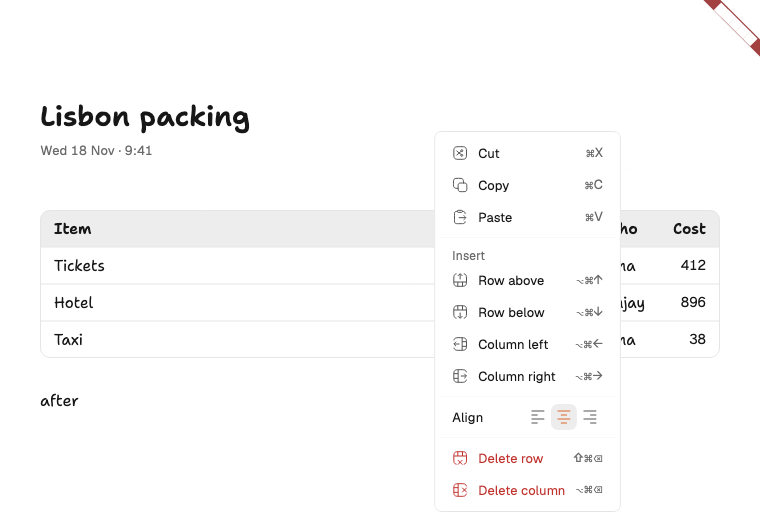 Lisbon packing
Wed 18 Nov · 9:41
Item Cost
Tickets 412
Hotel 896
Taxi 38
after
Cut ⌘X
Copy ⌘C
Paste ⌘V
Insert
Row above ⌥⌘↑
Row below ⌥⌘↓
Column left ⌥⌘←
Column right ⌥⌘→
Align
Delete row ⇧⌘⌫
Delete column ⌥⌘⌫